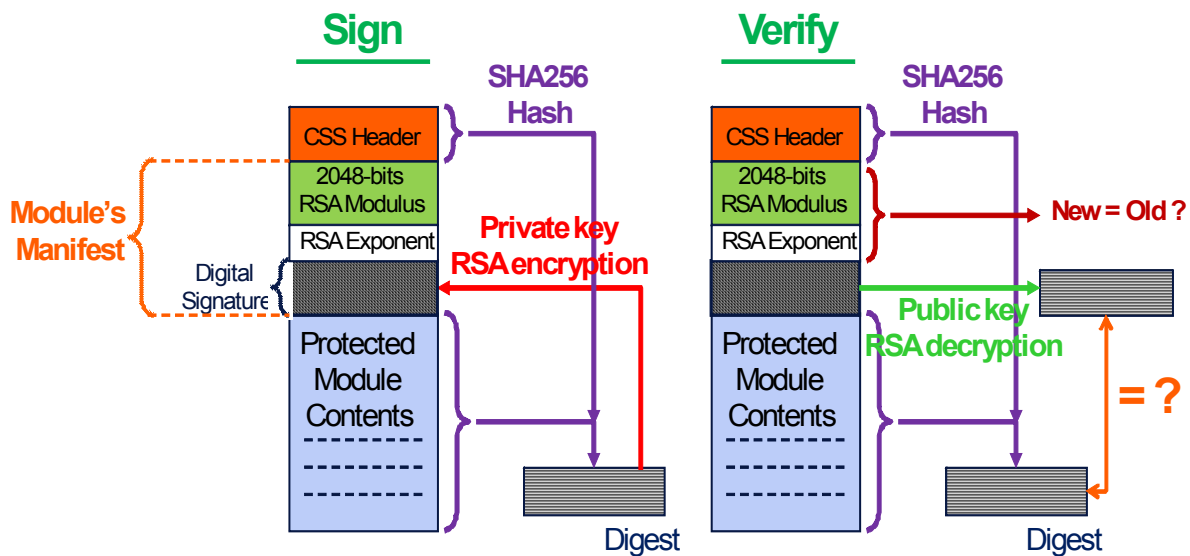 Sign
SHA256
Hash
CSS Header
2048-bits
RSA Modulus
RSA Exponent
Module's
Manifest
Digital
Signature
Private key
RSA encryption
Protected
Module
Contents
Digest
Verify
SHA256
Hash
CSS Header
2048-bits
RSA Modulus
RSA Exponent
New = Old ?
Public key
RSA decryption
Protected
Module
Contents
= ?
Digest